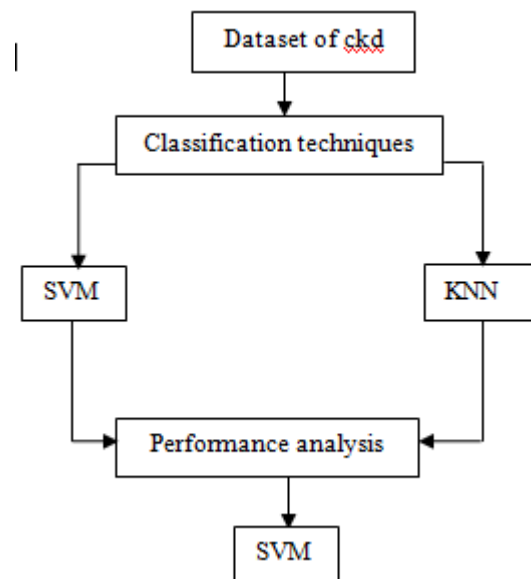 Dataset of ckd
Classification techniques
SVM
KNN
Performance analysis
SVM